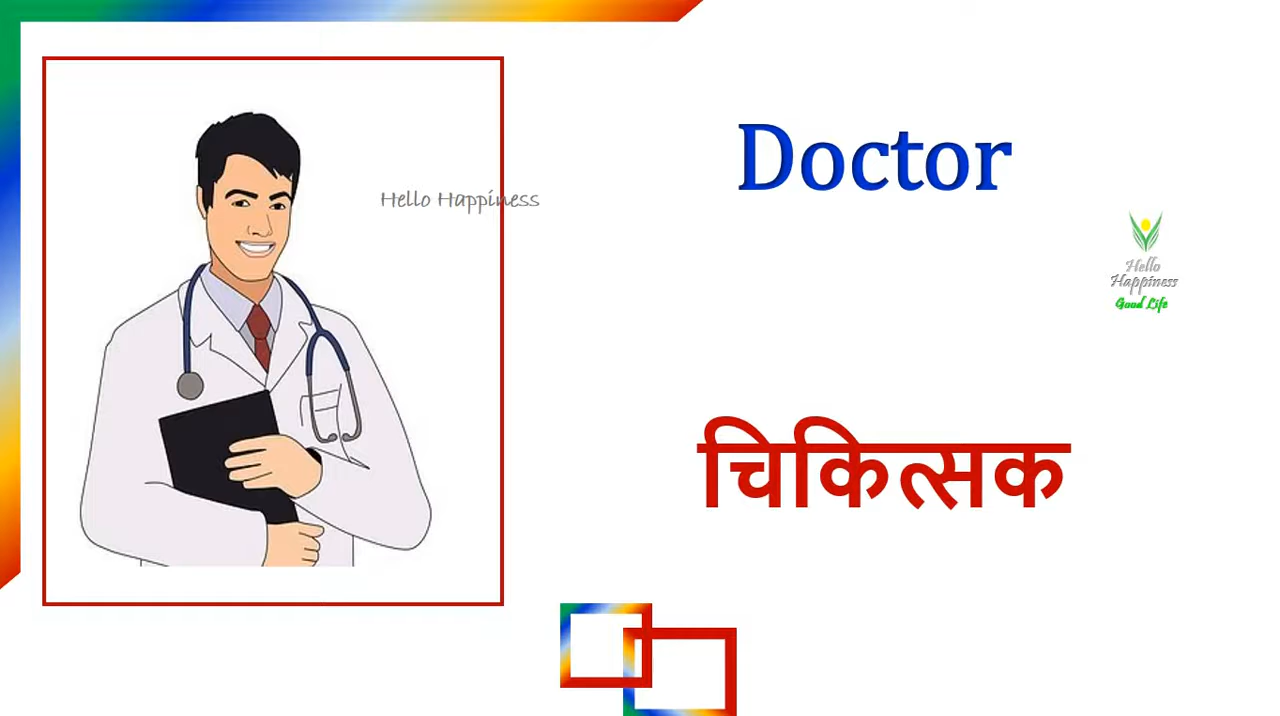 Doctor
Hello Happiness
Hello
Happiness
Good Life
चिकित्सक